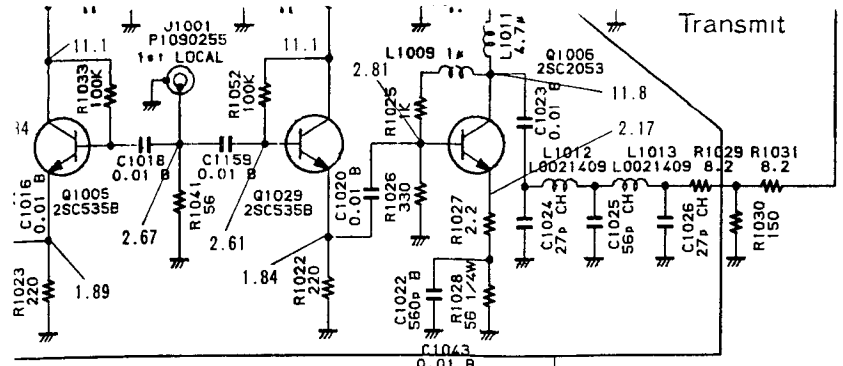 Transmit
J1001
P1090255
1st LOCAL
11.1
R1033
100K
Q1005
2SC535B
C1016
0.01 B
R1023
220
1.89
C1018
0.01 B
2.67
R1041
56
C1159
0.01 B
2.61
R1052
100K
11.1
Q1029
2SC535B
1.84
R1022
220
C1020
0.01 B
2.81
L1009 1μ
R1025
1K
R1026
330
L1011
4.7μ
Q1006
2SC2053
11.8
C1023
0.01 B
2.17
R1027
2.2
C1022
560p B
R1028
56 1/4W
L1012
L0021409
L1013
L0021409
C1024
27p CH
C1025
56p CH
C1026
27p CH
R1029
8.2
R1031
8.2
R1030
150
C1043
0.01 B